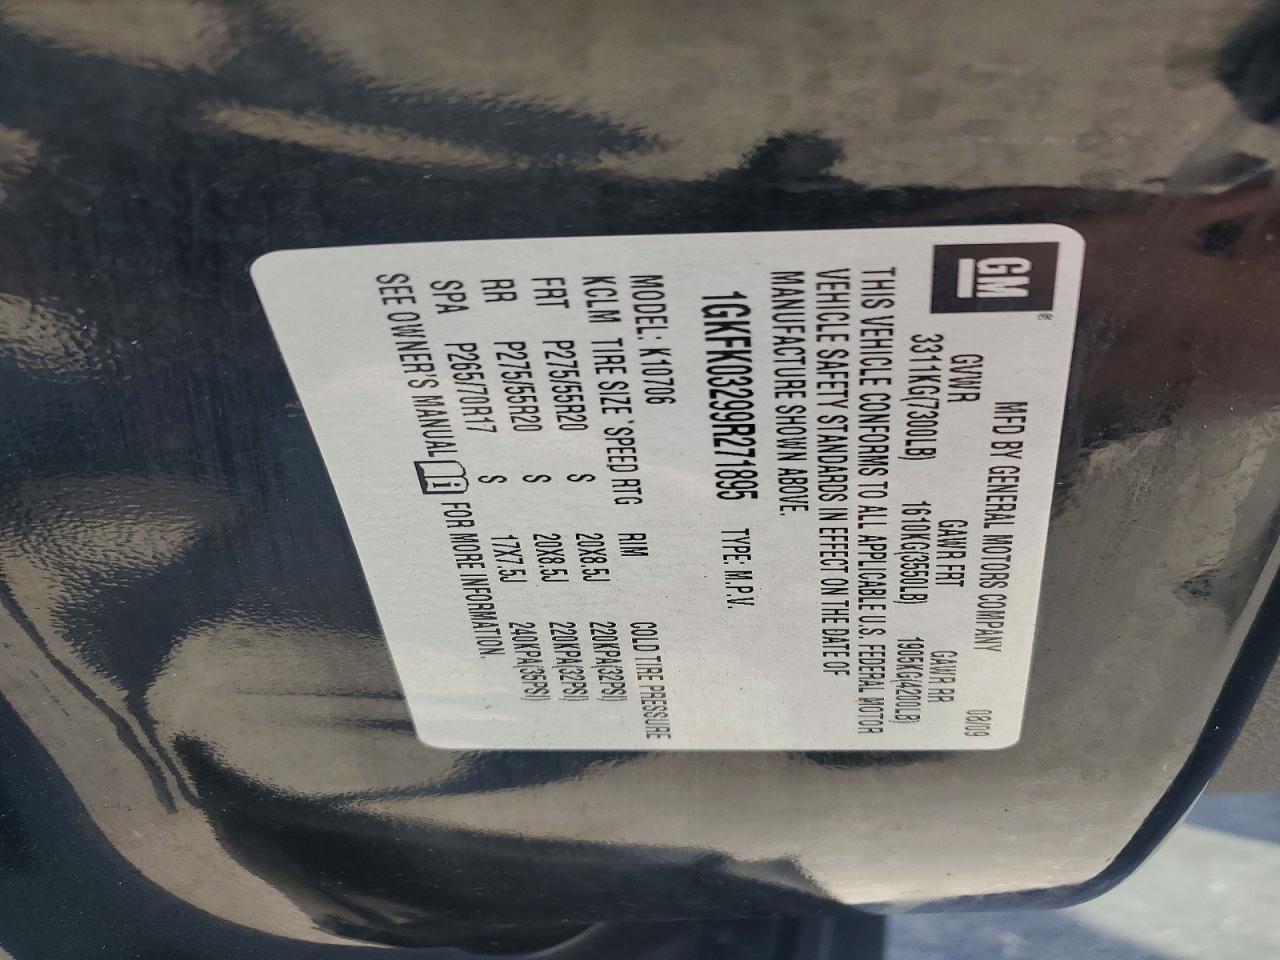 GM®
MFD BY GENERAL MOTORS COMPANY 08/09
GVWR GAWR FRT GAWR RR
3311KG(7300LB) 1610KG(3550LB) 1905KG(4200LB)
THIS VEHICLE CONFORMS TO ALL APPLICABLE U.S. FEDERAL MOTOR
VEHICLE SAFETY STANDARDS IN EFFECT ON THE DATE OF
MANUFACTURE SHOWN ABOVE.
1GKFK03299R271895 TYPE: M.P.V.
MODEL: K10706
KCLM TIRE SIZE SPEED RTG RIM COLD TIRE PRESSURE
FRT P275/55R20 S 20X8.5J 220KPA(32PSI)
RR P275/55R20 S 20X8.5J 220KPA(32PSI)
SPA P265/70R17 S 17X7.5J 240KPA(35PSI)
SEE OWNER'S MANUAL i FOR MORE INFORMATION.